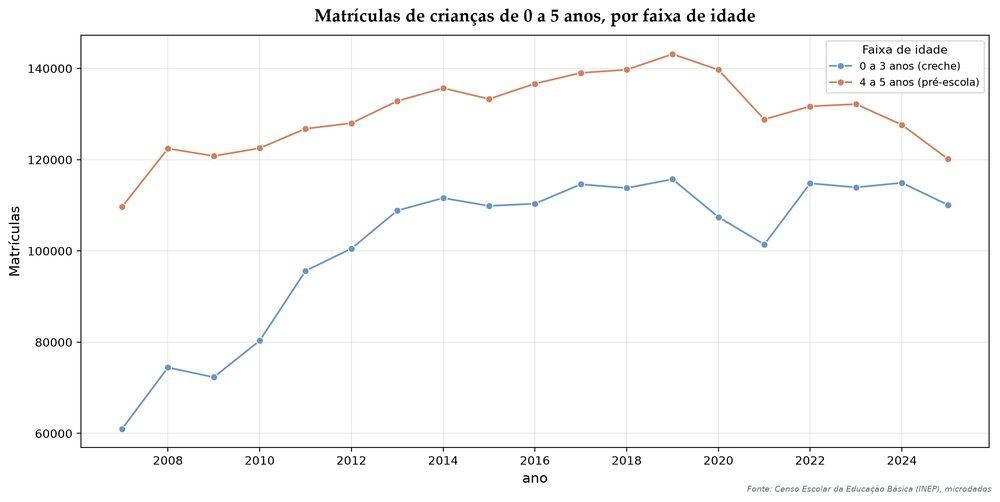 Matrículas de crianças de 0 a 5 anos, por faixa de idade
Faixa de idade
0 a 3 anos (creche)
4 a 5 anos (pré-escola)
Matrículas
140000
120000
100000
80000
60000
2008 2010 2012 2014 2016 2018 2020 2022 2024
ano
Fonte: Censo Escolar da Educação Básica (INEP), microdados